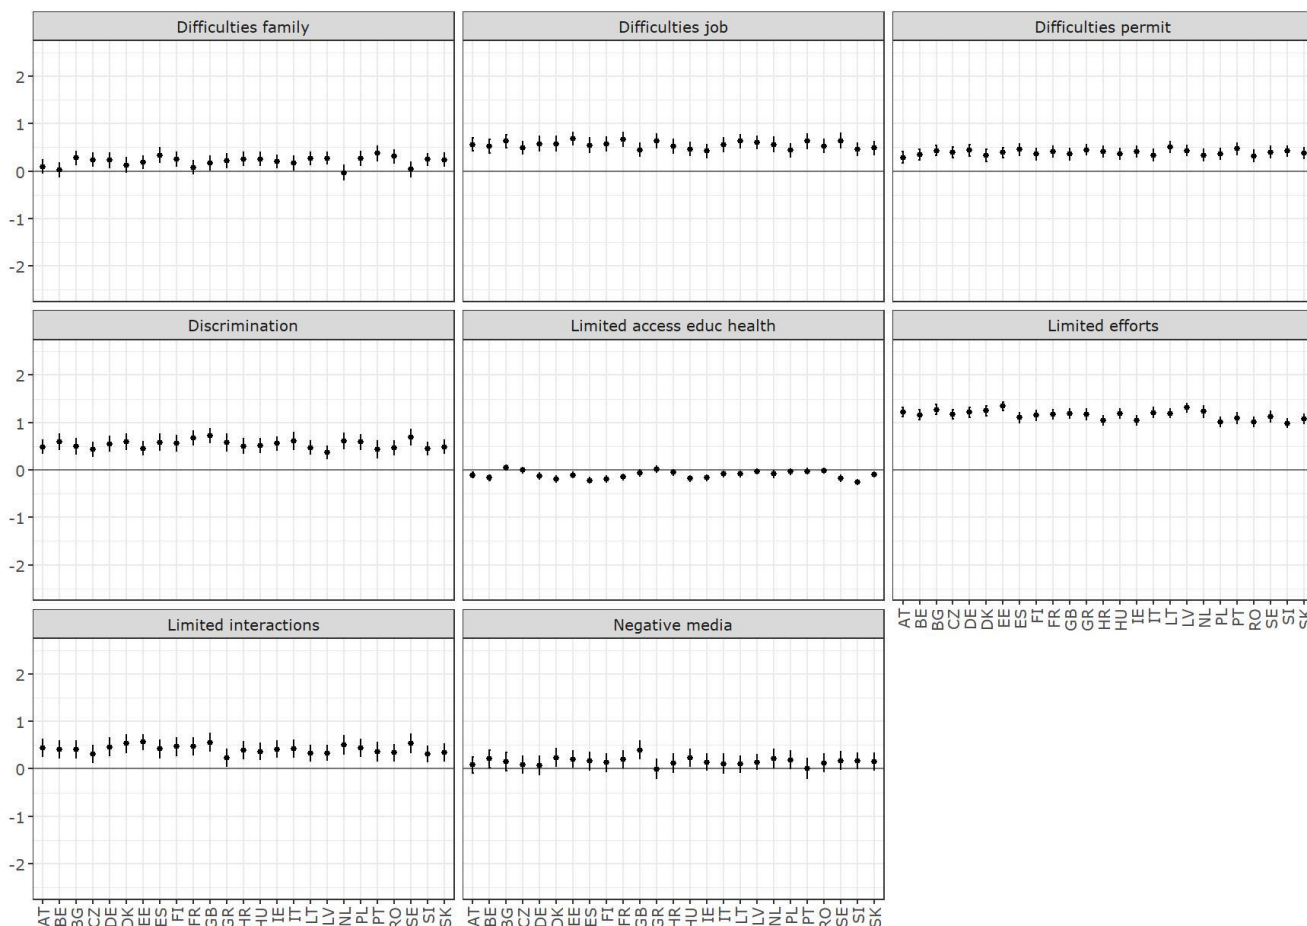 Difficulties family
Difficulties job
Difficulties permit
2
1
0
-1
-2
Discrimination
Limited access educ health
Limited efforts
2
1
0
-1
-2
AT BE BG CZ DE DK EE ES FI FR GB GR HR HU IE IT LT LV NL PL PT RO SE SI SK
Limited interactions
Negative media
2
1
0
-1
-2
AT BE BG CZ DE DK EE ES FI FR GB GR HR HU IE IT LT LV NL PL PT RO SE SI SK
AT BE BG CZ DE DK EE ES FI FR GB GR HR HU IE IT LT LV NL PL PT RO SE SI SK